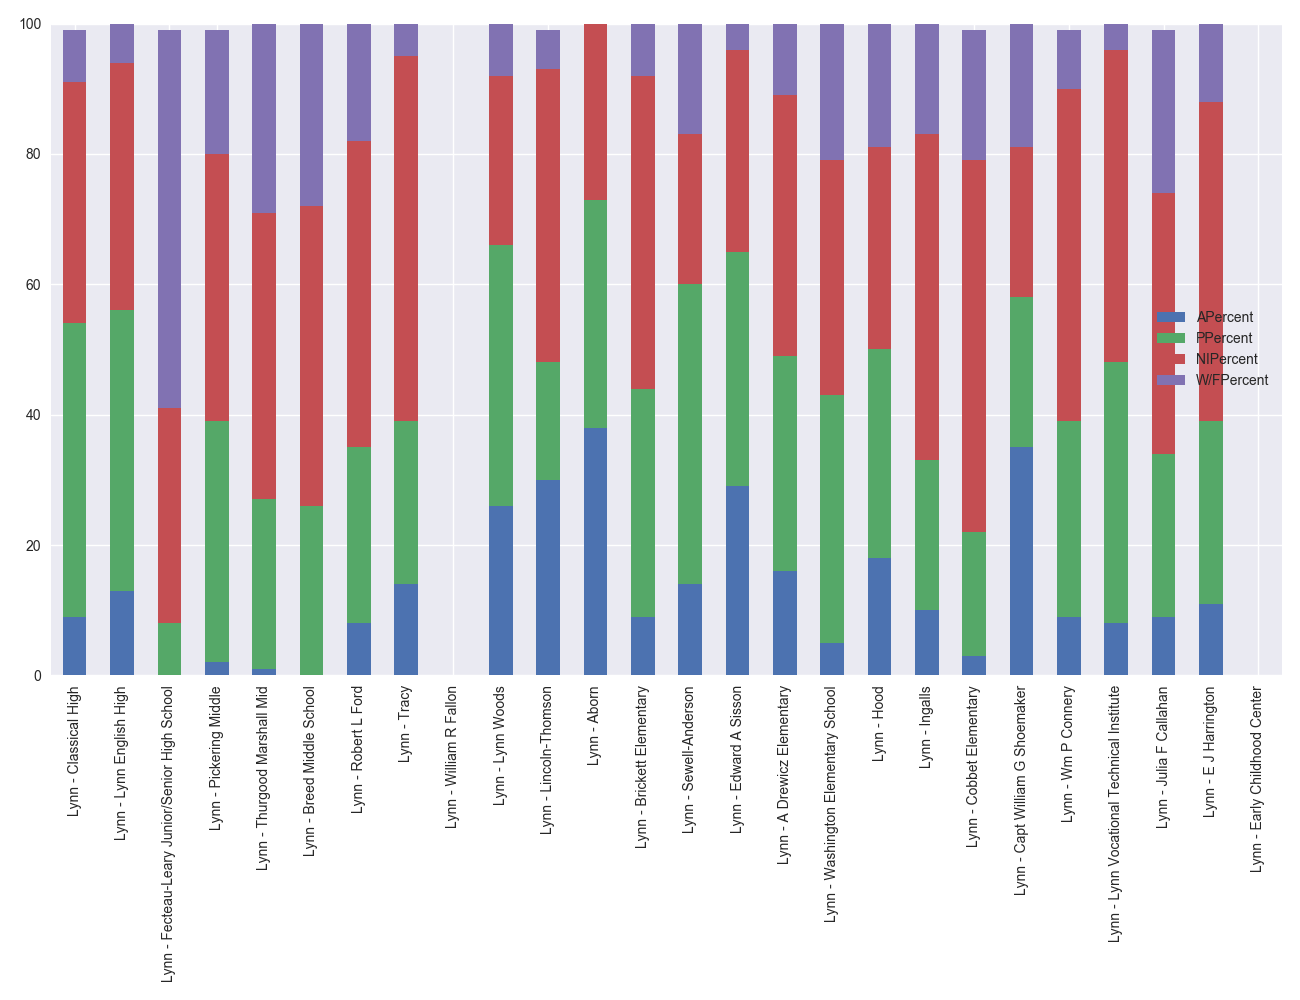 100
80
60
40
20
0
APercent
PPercent
NIPercent
W/FPercent
Lynn - Classical High
Lynn - Lynn English High
Lynn - Fecteau-Leary Junior/Senior High School
Lynn - Pickering Middle
Lynn - Thurgood Marshall Mid
Lynn - Breed Middle School
Lynn - Robert L Ford
Lynn - Tracy
Lynn - William R Fallon
Lynn - Lynn Woods
Lynn - Lincoln-Thomson
Lynn - Aborn
Lynn - Brickett Elementary
Lynn - Sewell-Anderson
Lynn - Edward A Sisson
Lynn - A Drewicz Elementary
Lynn - Washington Elementary School
Lynn - Hood
Lynn - Ingalls
Lynn - Cobbet Elementary
Lynn - Capt William G Shoemaker
Lynn - Wm P Connery
Lynn - Lynn Vocational Technical Institute
Lynn - Julia F Callahan
Lynn - E J Harrington
Lynn - Early Childhood Center